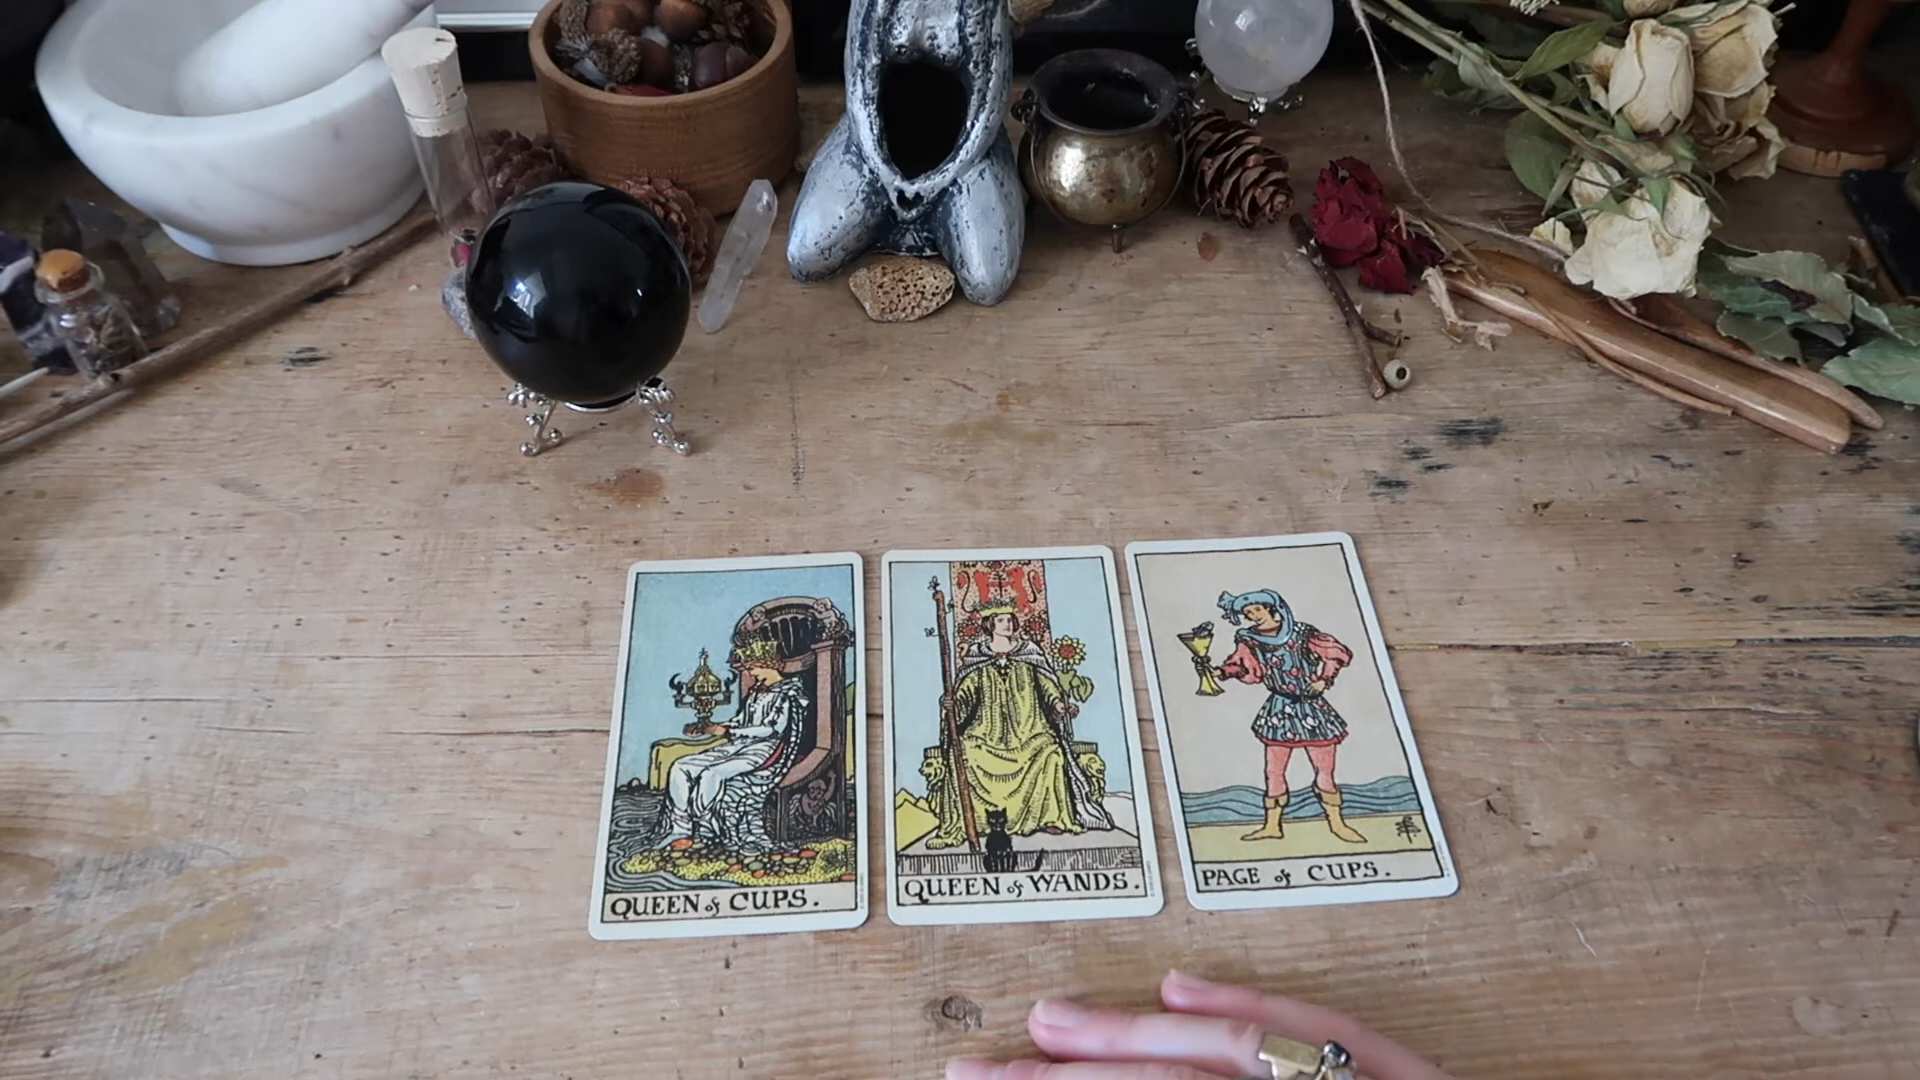 QUEEN of CUPS.
QUEEN of WANDS.
PAGE of CUPS.